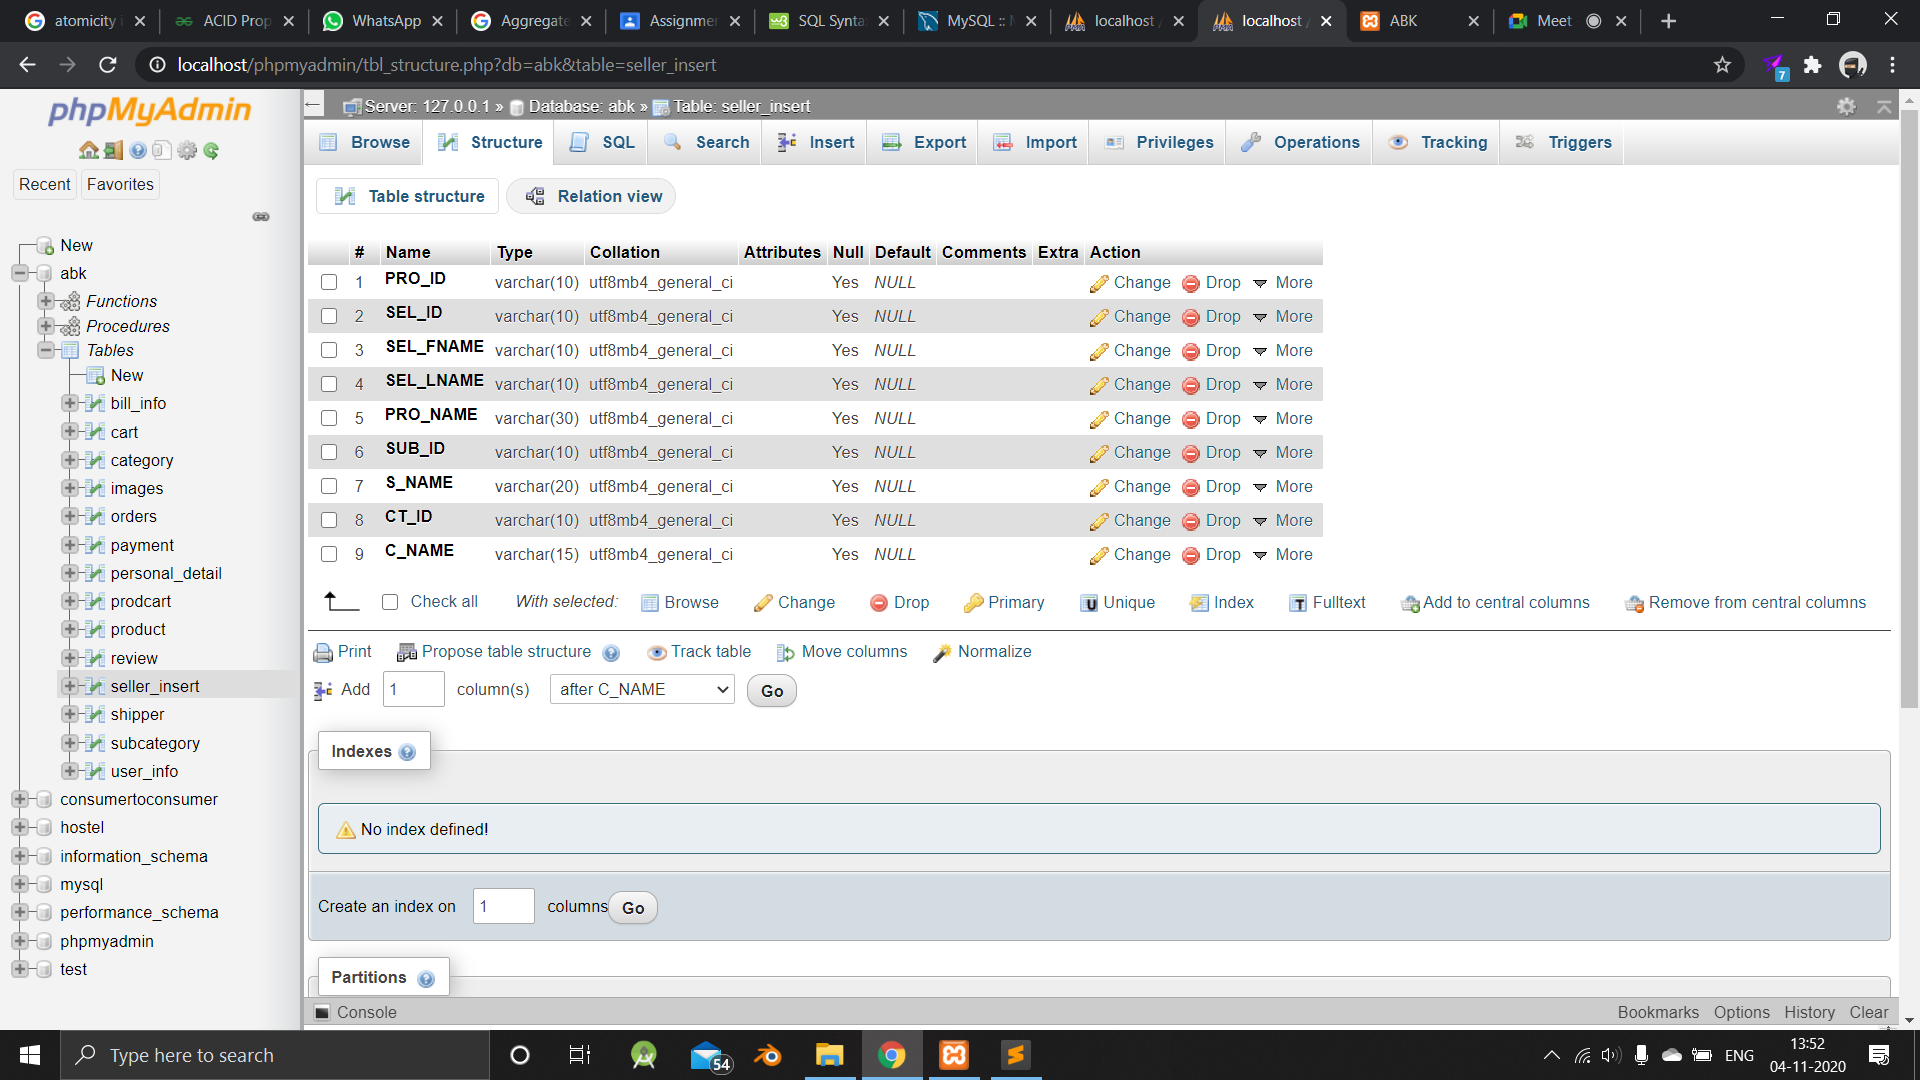 atomicity i
ACID Prop
WhatsApp
Aggregate
Assignmen
SQL Synta
MySQL :: M
localhost /
localhost /
ABK
Meet
localhost/phpmyadmin/tbl_structure.php?db=abk&table=seller_insert
7
phpMyAdmin
Recent
Favorites
New
abk
Functions
Procedures
Tables
New
bill_info
cart
category
images
orders
payment
personal_detail
prodcart
product
review
seller_insert
shipper
subcategory
user_info
consumertoconsumer
hostel
information_schema
mysql
performance_schema
phpmyadmin
test
Server: 127.0.0.1 » Database: abk » Table: seller_insert
Browse Structure SQL Search Insert Export Import Privileges Operations Tracking Triggers
Table structure Relation view
# Name Type Collation Attributes Null Default Comments Extra Action
1 PRO_ID varchar(10) utf8mb4_general_ci Yes NULL Change Drop More
2 SEL_ID varchar(10) utf8mb4_general_ci Yes NULL Change Drop More
3 SEL_FNAME varchar(10) utf8mb4_general_ci Yes NULL Change Drop More
4 SEL_LNAME varchar(10) utf8mb4_general_ci Yes NULL Change Drop More
5 PRO_NAME varchar(30) utf8mb4_general_ci Yes NULL Change Drop More
6 SUB_ID varchar(10) utf8mb4_general_ci Yes NULL Change Drop More
7 S_NAME varchar(20) utf8mb4_general_ci Yes NULL Change Drop More
8 CT_ID varchar(10) utf8mb4_general_ci Yes NULL Change Drop More
9 C_NAME varchar(15) utf8mb4_general_ci Yes NULL Change Drop More
Check all With selected: Browse Change Drop Primary Unique Index Fulltext Add to central columns Remove from central columns
Print Propose table structure Track table Move columns Normalize
Add 1 column(s) after C_NAME Go
Indexes
No index defined!
Create an index on 1 columns Go
Partitions
Console
Bookmarks Options History Clear
Type here to search
54
ENG
13:52
04-11-2020